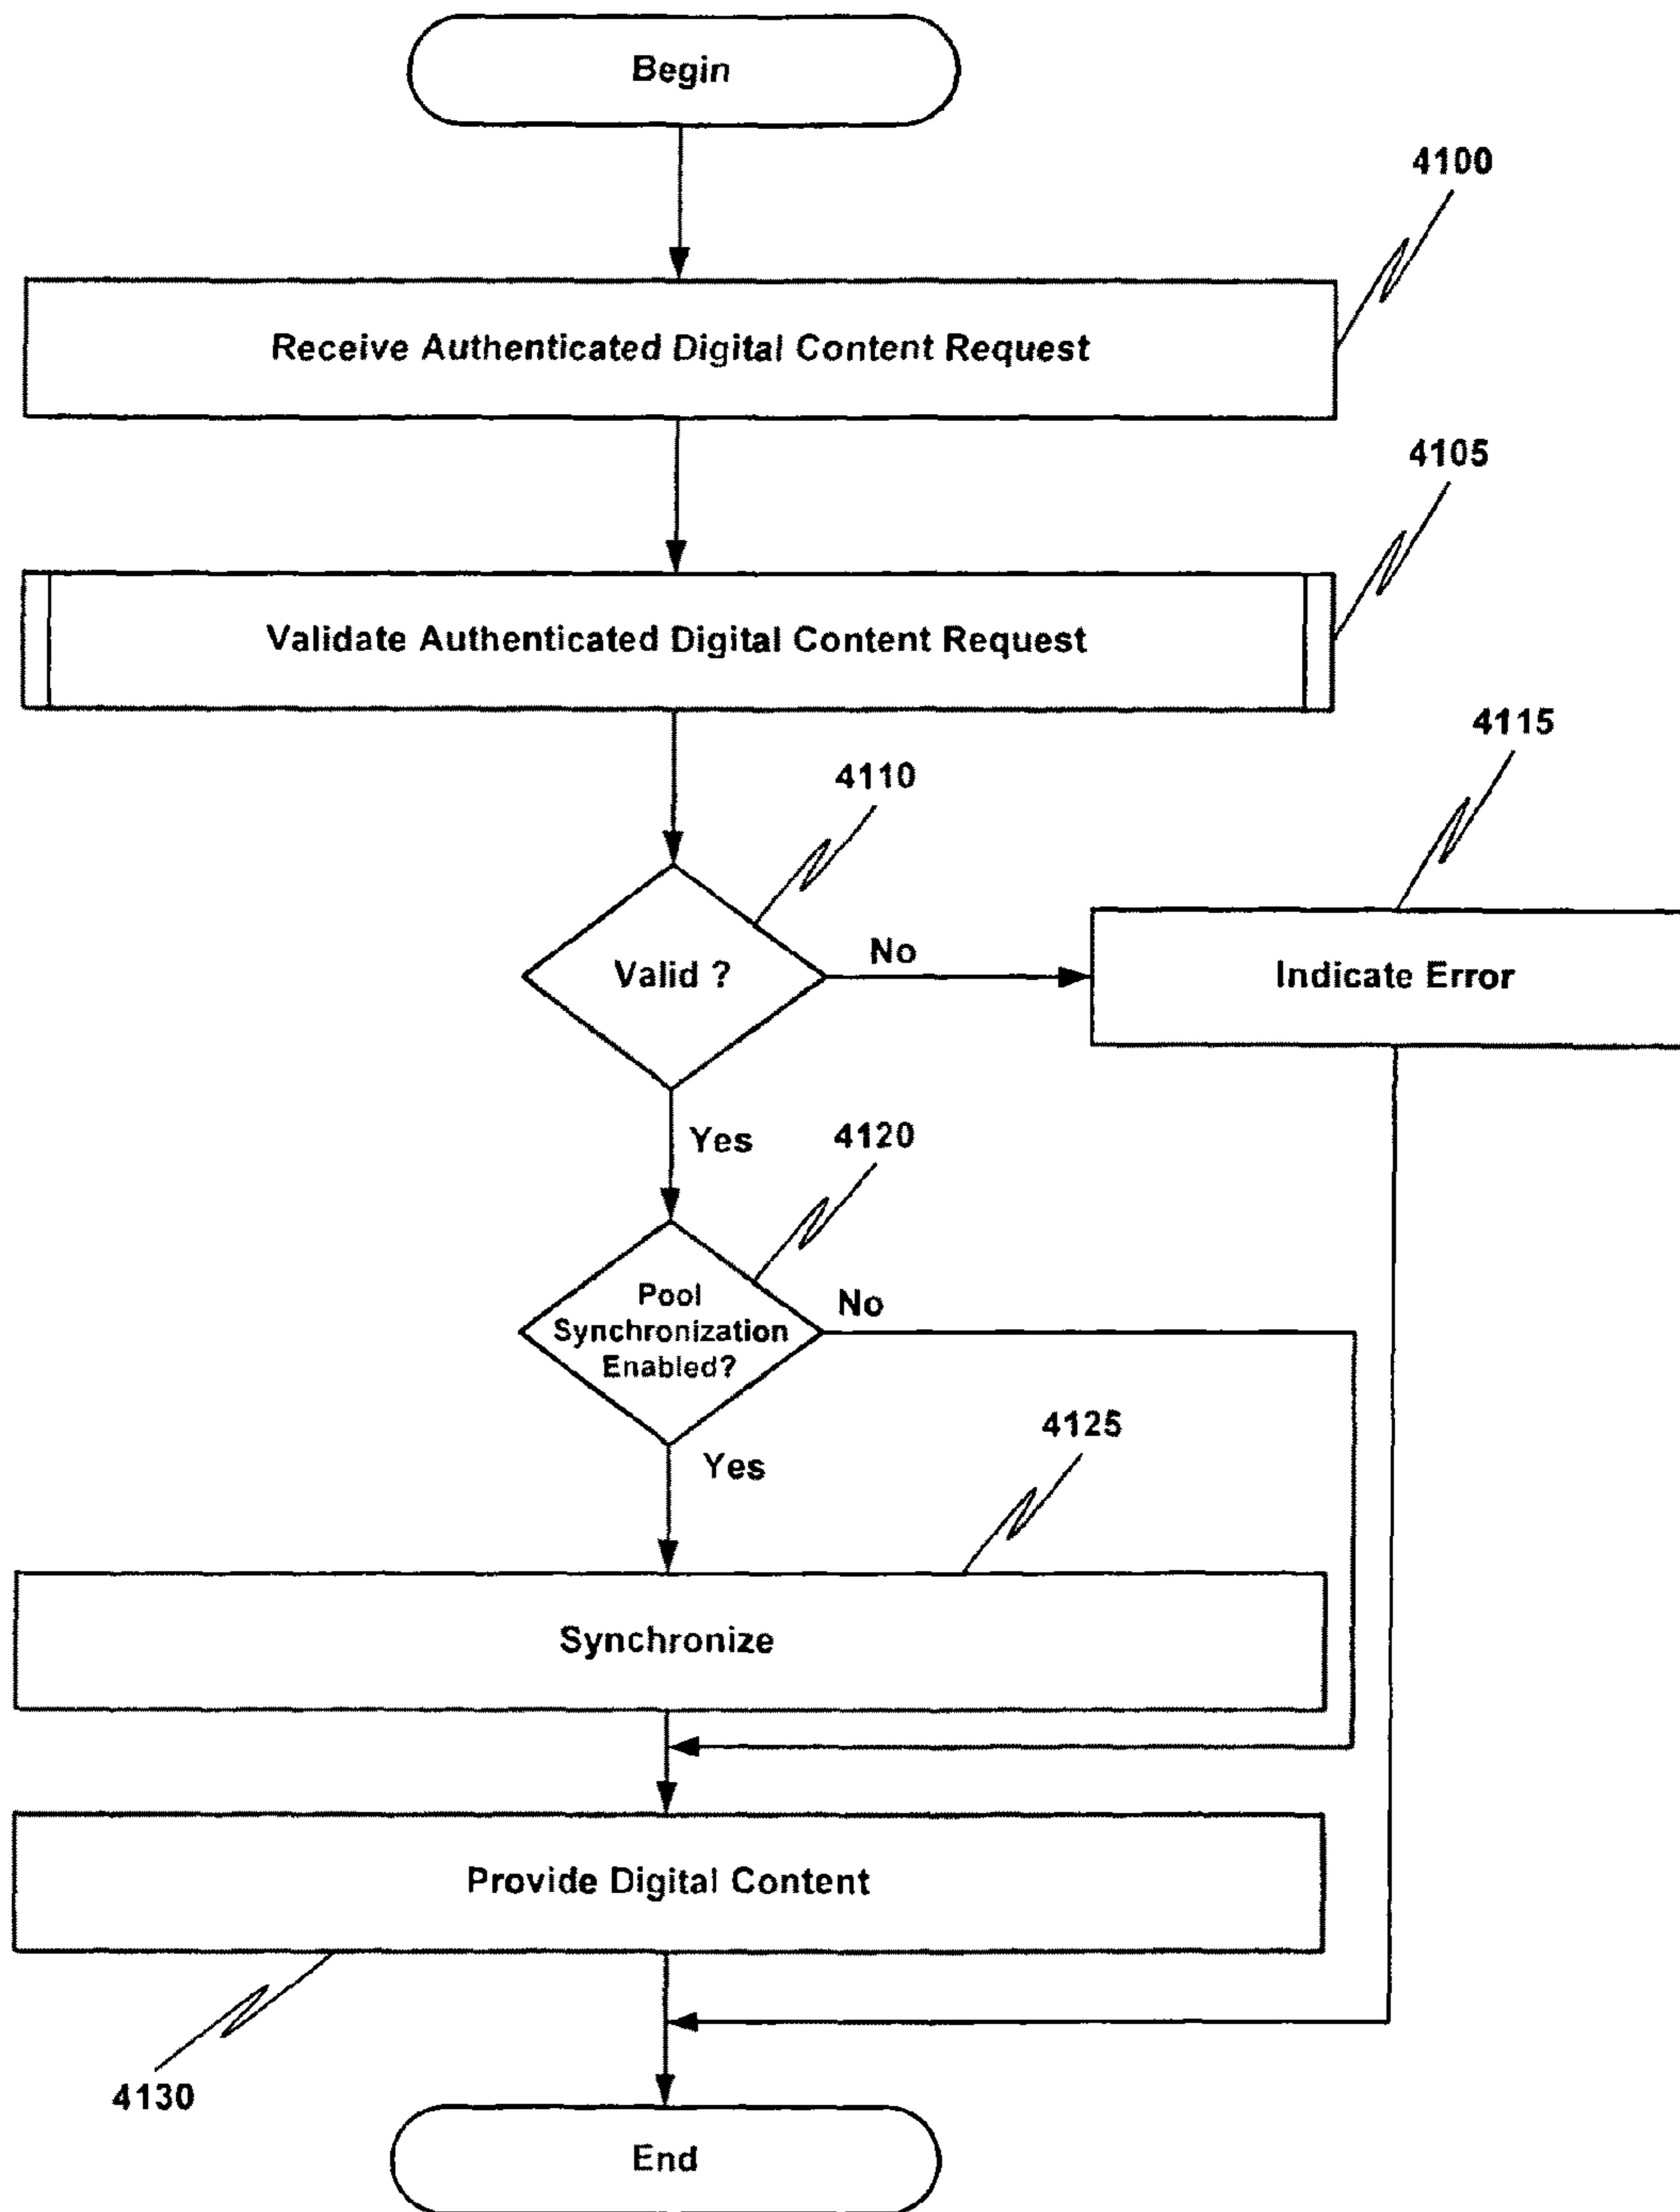 Begin
4100
Receive Authenticated Digital Content Request
4105
Validate Authenticated Digital Content Request
4110
4115
Valid ?
No
Indicate Error
Yes
4120
Pool
Synchronization
Enabled?
No
Yes
4125
Synchronize
Provide Digital Content
4130
End